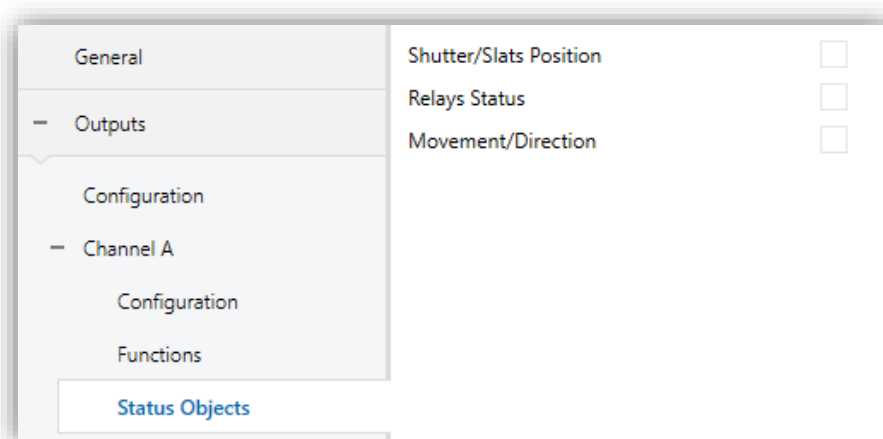 General
− Outputs
Configuration
− Channel A
Configuration
Functions
Status Objects
Shutter/Slats Position
Relays Status
Movement/Direction